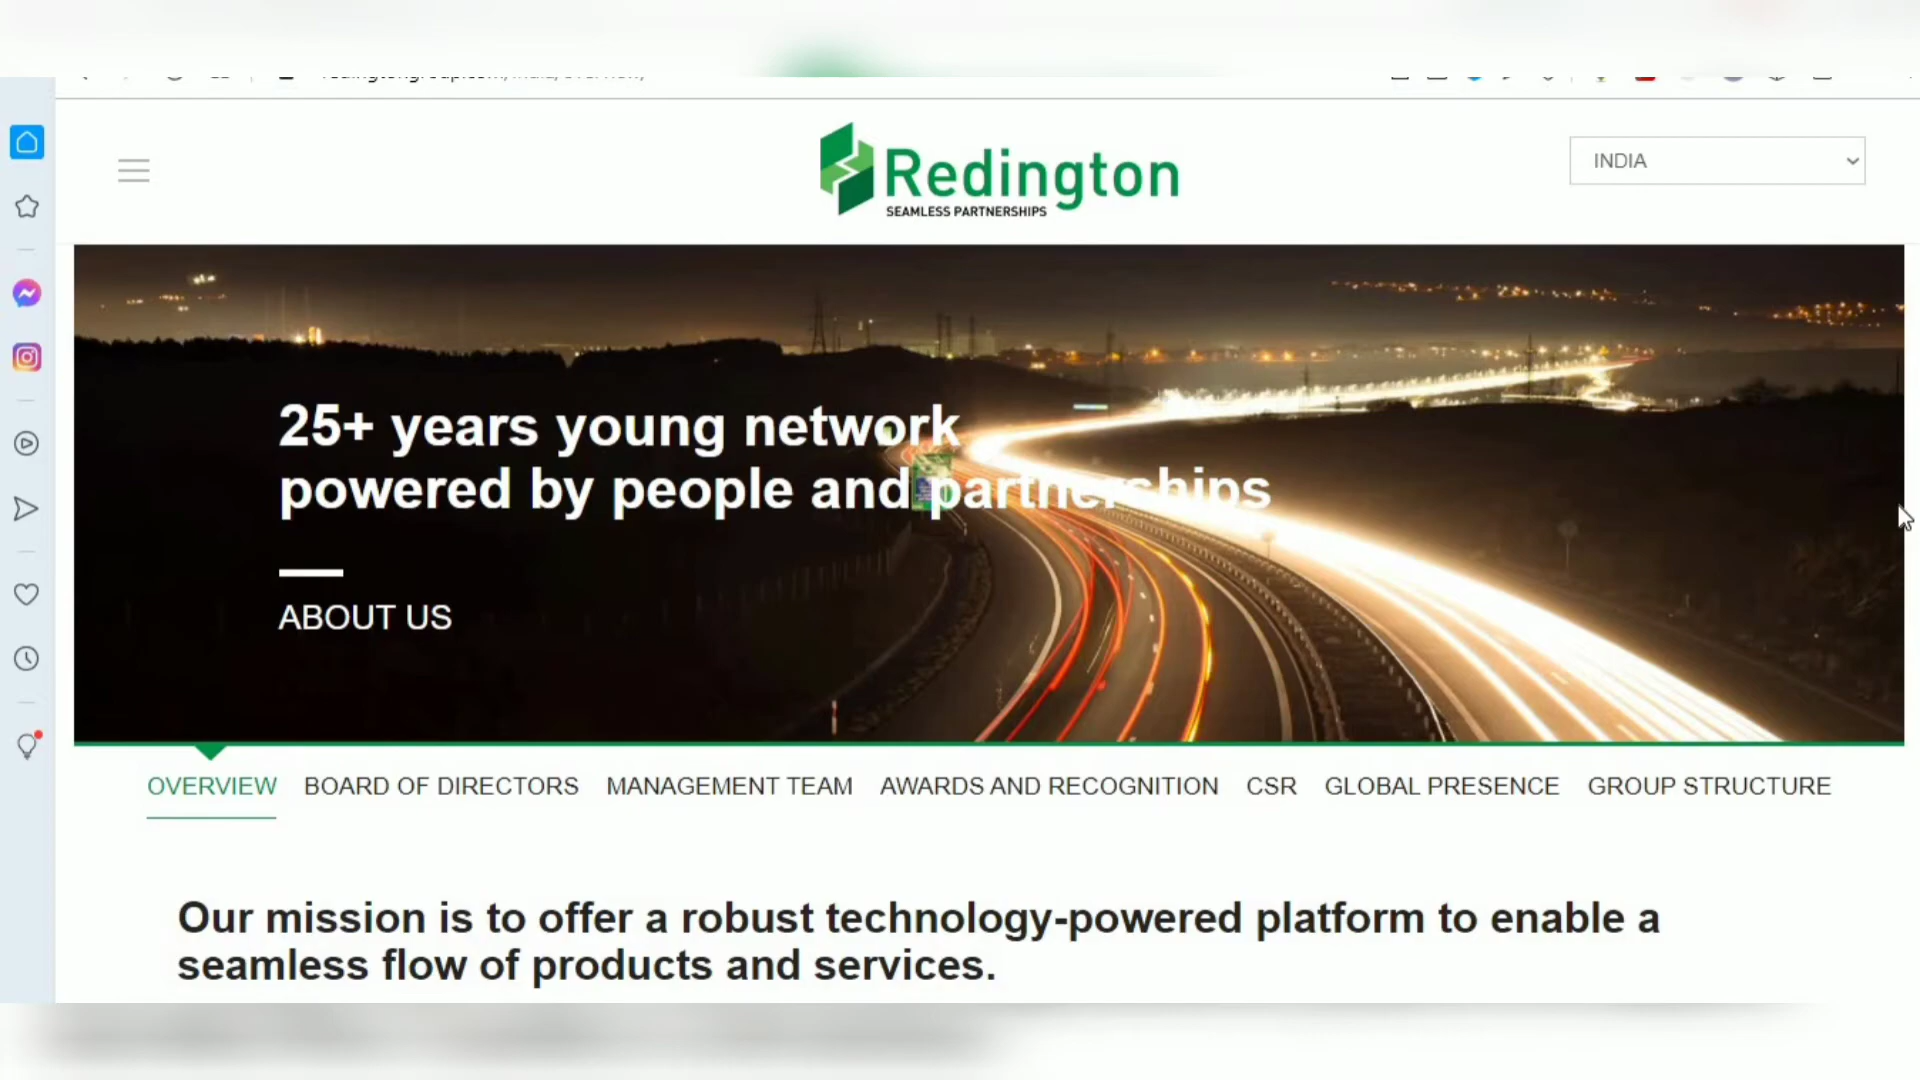 Redington
SEAMLESS PARTNERSHIPS
INDIA
25+ years young network
powered by people and partnerships
ABOUT US
OVERVIEW BOARD OF DIRECTORS MANAGEMENT TEAM AWARDS AND RECOGNITION CSR GLOBAL PRESENCE GROUP STRUCTURE
Our mission is to offer a robust technology-powered platform to enable a
seamless flow of products and services.